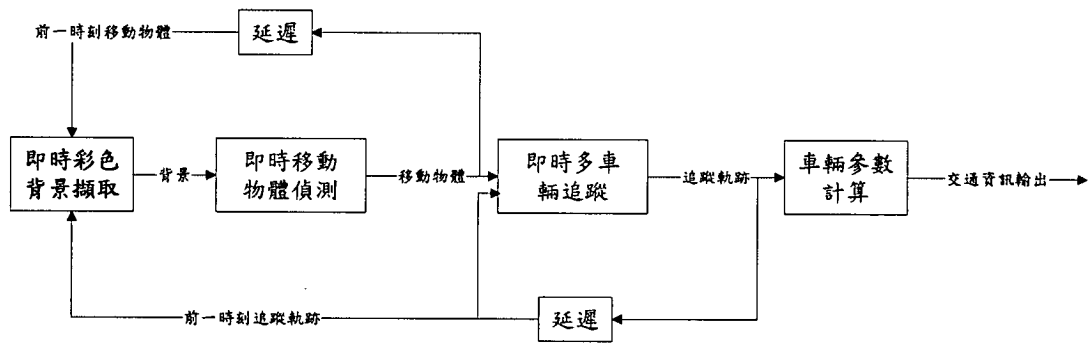 前一時刻移動物體
延遲
即時彩色
背景擷取
背景
即時移動
物體偵測
移動物體
即時多車
輛追蹤
追蹤軌跡
車輛參數
計算
交通資訊輸出
前一時刻追蹤軌跡
延遲